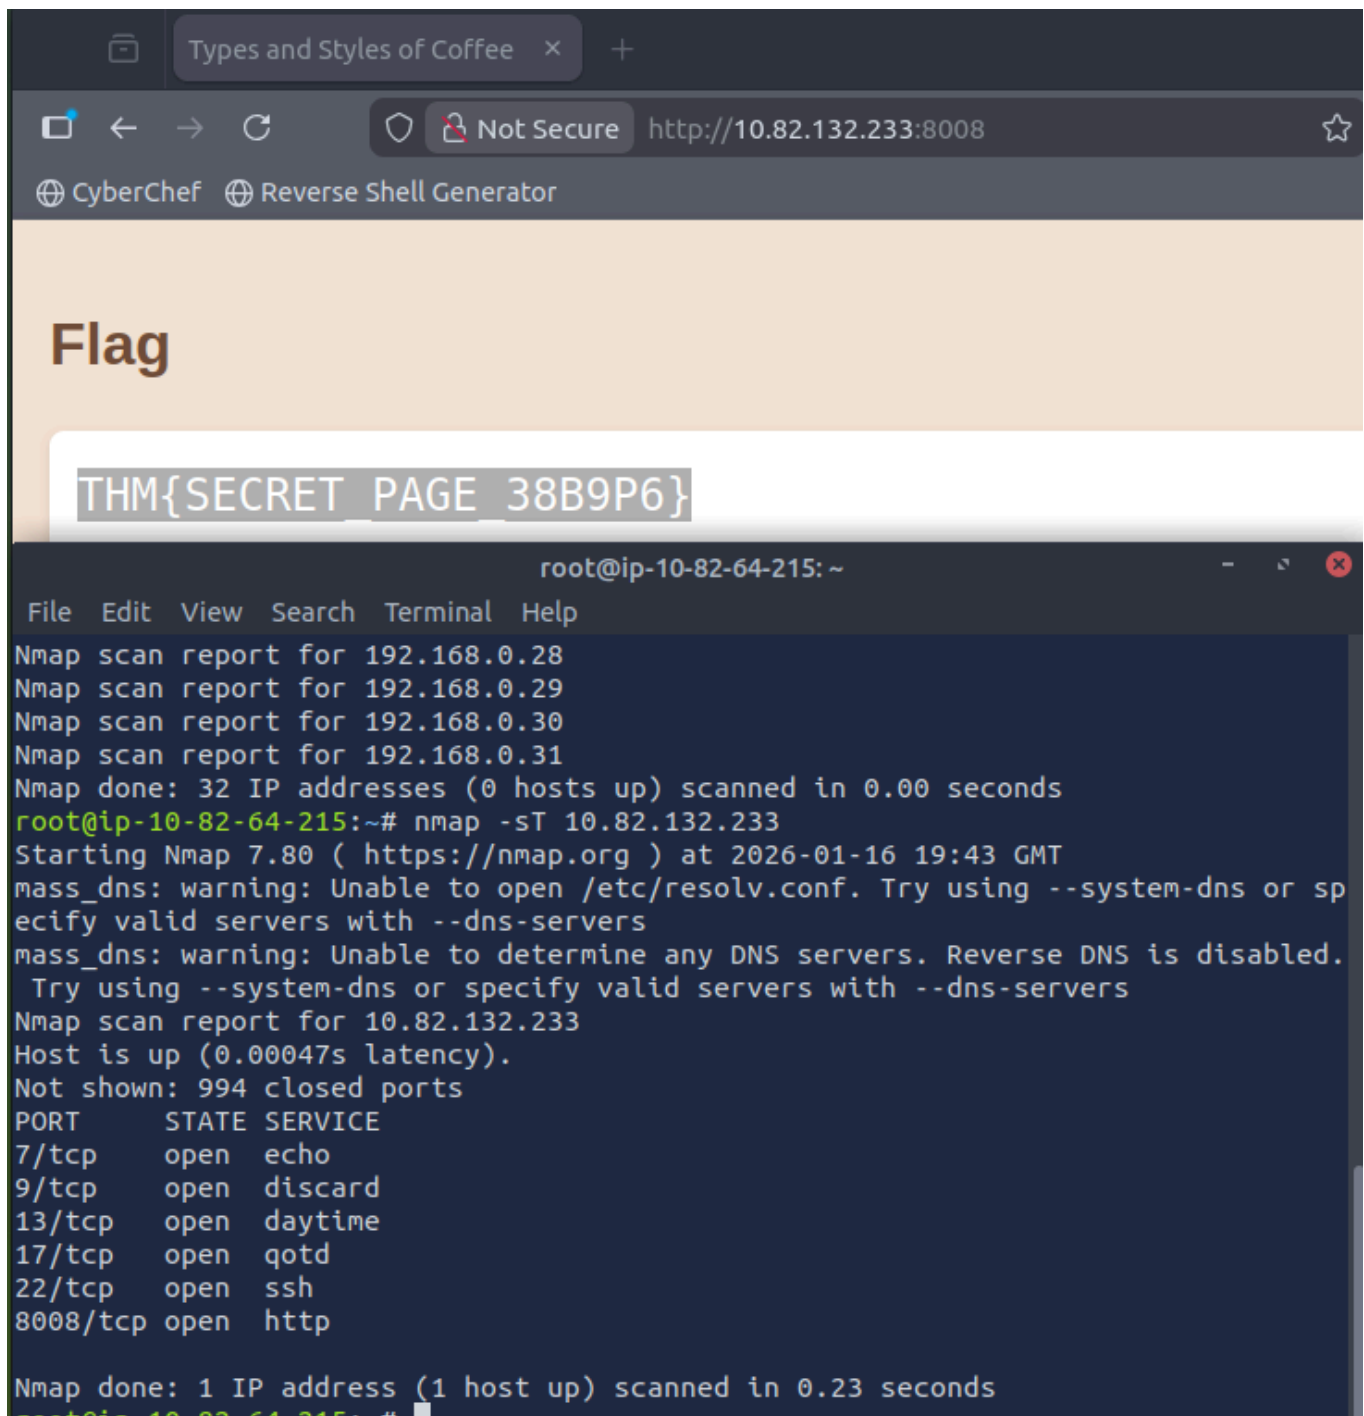 Types and Styles of Coffee
Not Secure http://10.82.132.233:8008
CyberChef Reverse Shell Generator
Flag
THM{SECRET_PAGE_38B9P6}
root@ip-10-82-64-215: ~
File Edit View Search Terminal Help
Nmap scan report for 192.168.0.28
Nmap scan report for 192.168.0.29
Nmap scan report for 192.168.0.30
Nmap scan report for 192.168.0.31
Nmap done: 32 IP addresses (0 hosts up) scanned in 0.00 seconds
root@ip-10-82-64-215:~# nmap -sT 10.82.132.233
Starting Nmap 7.80 ( https://nmap.org ) at 2026-01-16 19:43 GMT
mass_dns: warning: Unable to open /etc/resolv.conf. Try using --system-dns or sp
ecify valid servers with --dns-servers
mass_dns: warning: Unable to determine any DNS servers. Reverse DNS is disabled.
Try using --system-dns or specify valid servers with --dns-servers
Nmap scan report for 10.82.132.233
Host is up (0.00047s latency).
Not shown: 994 closed ports
PORT     STATE SERVICE
7/tcp    open  echo
9/tcp    open  discard
13/tcp   open  daytime
17/tcp   open  qotd
22/tcp   open  ssh
8008/tcp open  http
Nmap done: 1 IP address (1 host up) scanned in 0.23 seconds
root@ip-10-82-64-215:~#